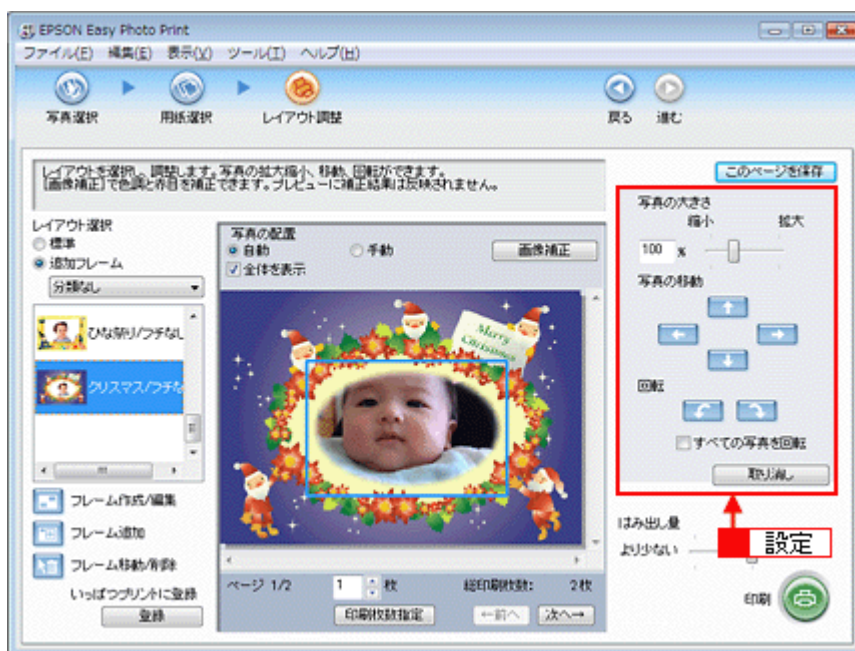 EPSON Easy Photo Print
ファイル(F) 編集(E) 表示(V) ツール(T) ヘルプ(H)
写真選択 用紙選択 レイアウト調整 戻る 進む
レイアウトを選択し、調整します。写真の拡大縮小、移動、回転ができます。
[画像補正]で色調と赤目を補正できます。プレビューに補正結果は反映されません。
このページを保存
レイアウト選択
標準
追加フレーム
分類なし
ひな祭り/フチなし
クリスマス/フチな
フレーム作成/編集
フレーム追加
フレーム移動/削除
いっぱつプリントに登録
登録
写真の配置
自動 手動 画像補正
全体を表示
Merry
Christmas
ページ 1/2 1 枚 総印刷枚数: 2枚
印刷枚数指定 ←前へ 次へ→
写真の大きさ
縮小 拡大
100 %
写真の移動
回転
すべての写真を回転
取り消し
はみ出し量
より少ない
設定
印刷